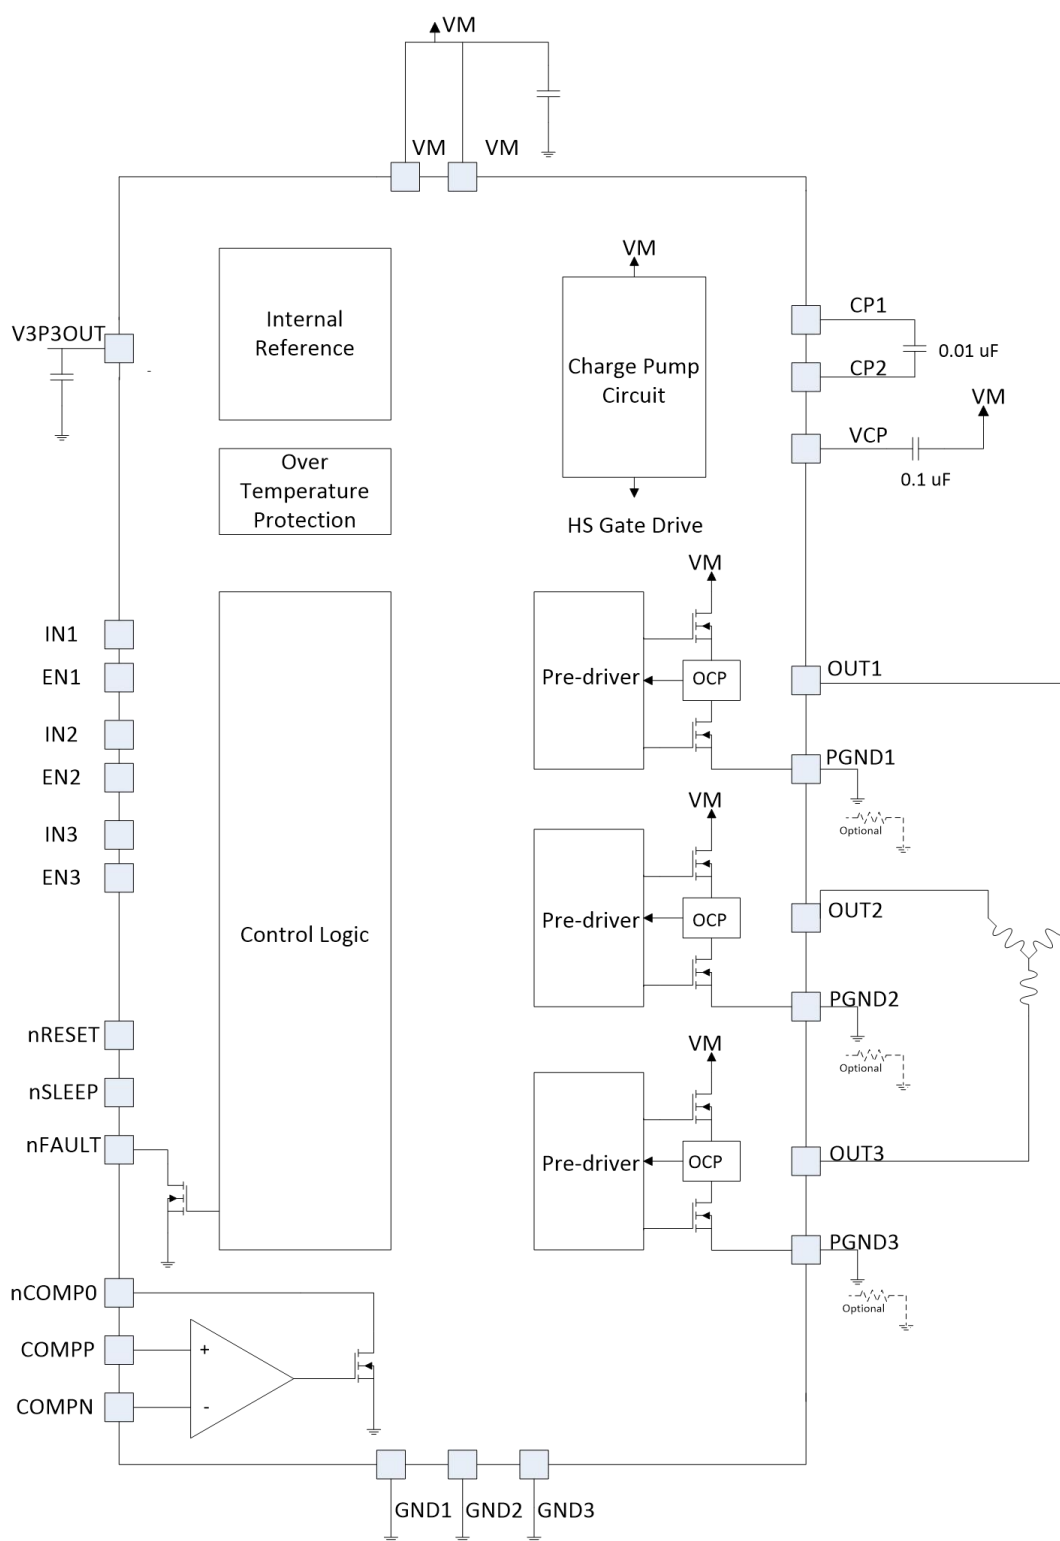 VM
VM
VM
Internal
Reference
VM
Charge Pump
Circuit
HS Gate Drive
V3P3OUT
CP1
0.01 uF
CP2
VM
VCP
0.1 uF
Over
Temperature
Protection
IN1
EN1
IN2
EN2
IN3
EN3
Control Logic
nRESET
nSLEEP
nFAULT
VM
Pre-driver
OCP
OUT1
PGND1
Optional
VM
Pre-driver
OCP
OUT2
PGND2
Optional
VM
Pre-driver
OCP
OUT3
PGND3
Optional
nCOMP0
COMPP
+
COMPN
-
GND1
GND2
GND3